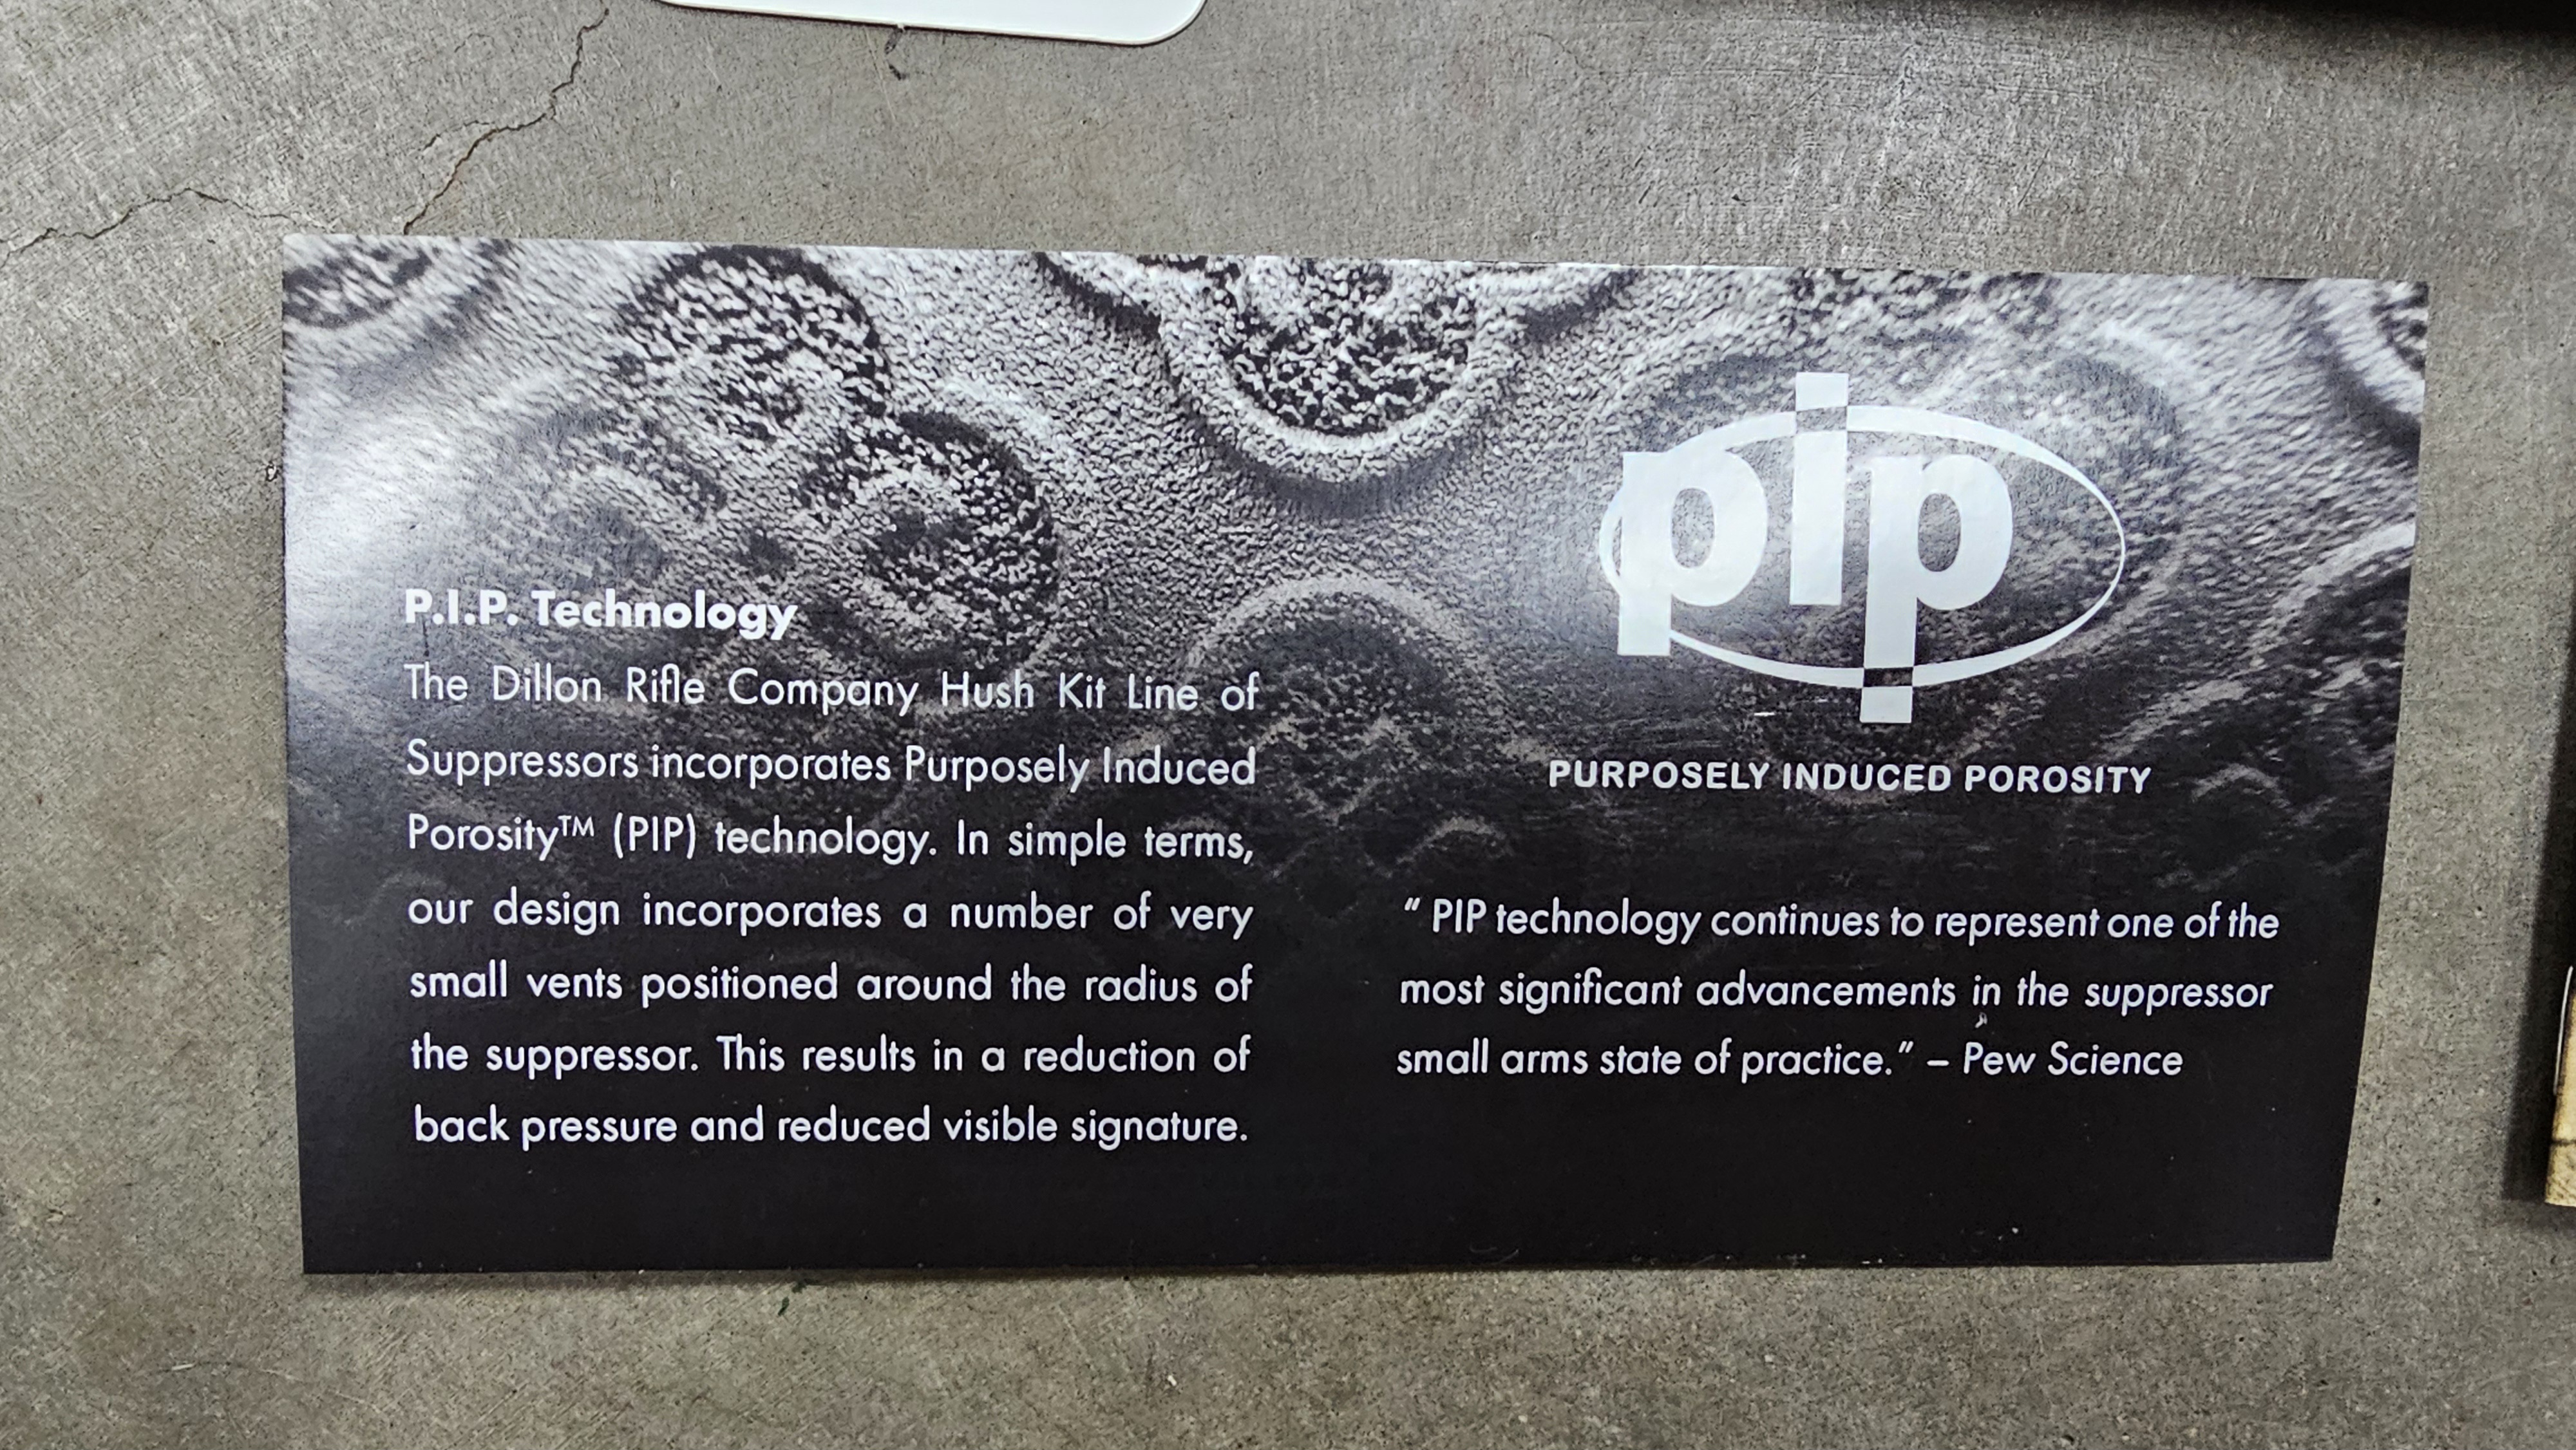 P.I.P. Technology
The Dillon Rifle Company Hush Kit Line of
Suppressors incorporates Purposely Induced
Porosity™ (PIP) technology. In simple terms,
our design incorporates a number of very
small vents positioned around the radius of
the suppressor. This results in a reduction of
back pressure and reduced visible signature.
pip
PURPOSELY INDUCED POROSITY
“ PIP technology continues to represent one of the
most significant advancements in the suppressor
small arms state of practice.” – Pew Science